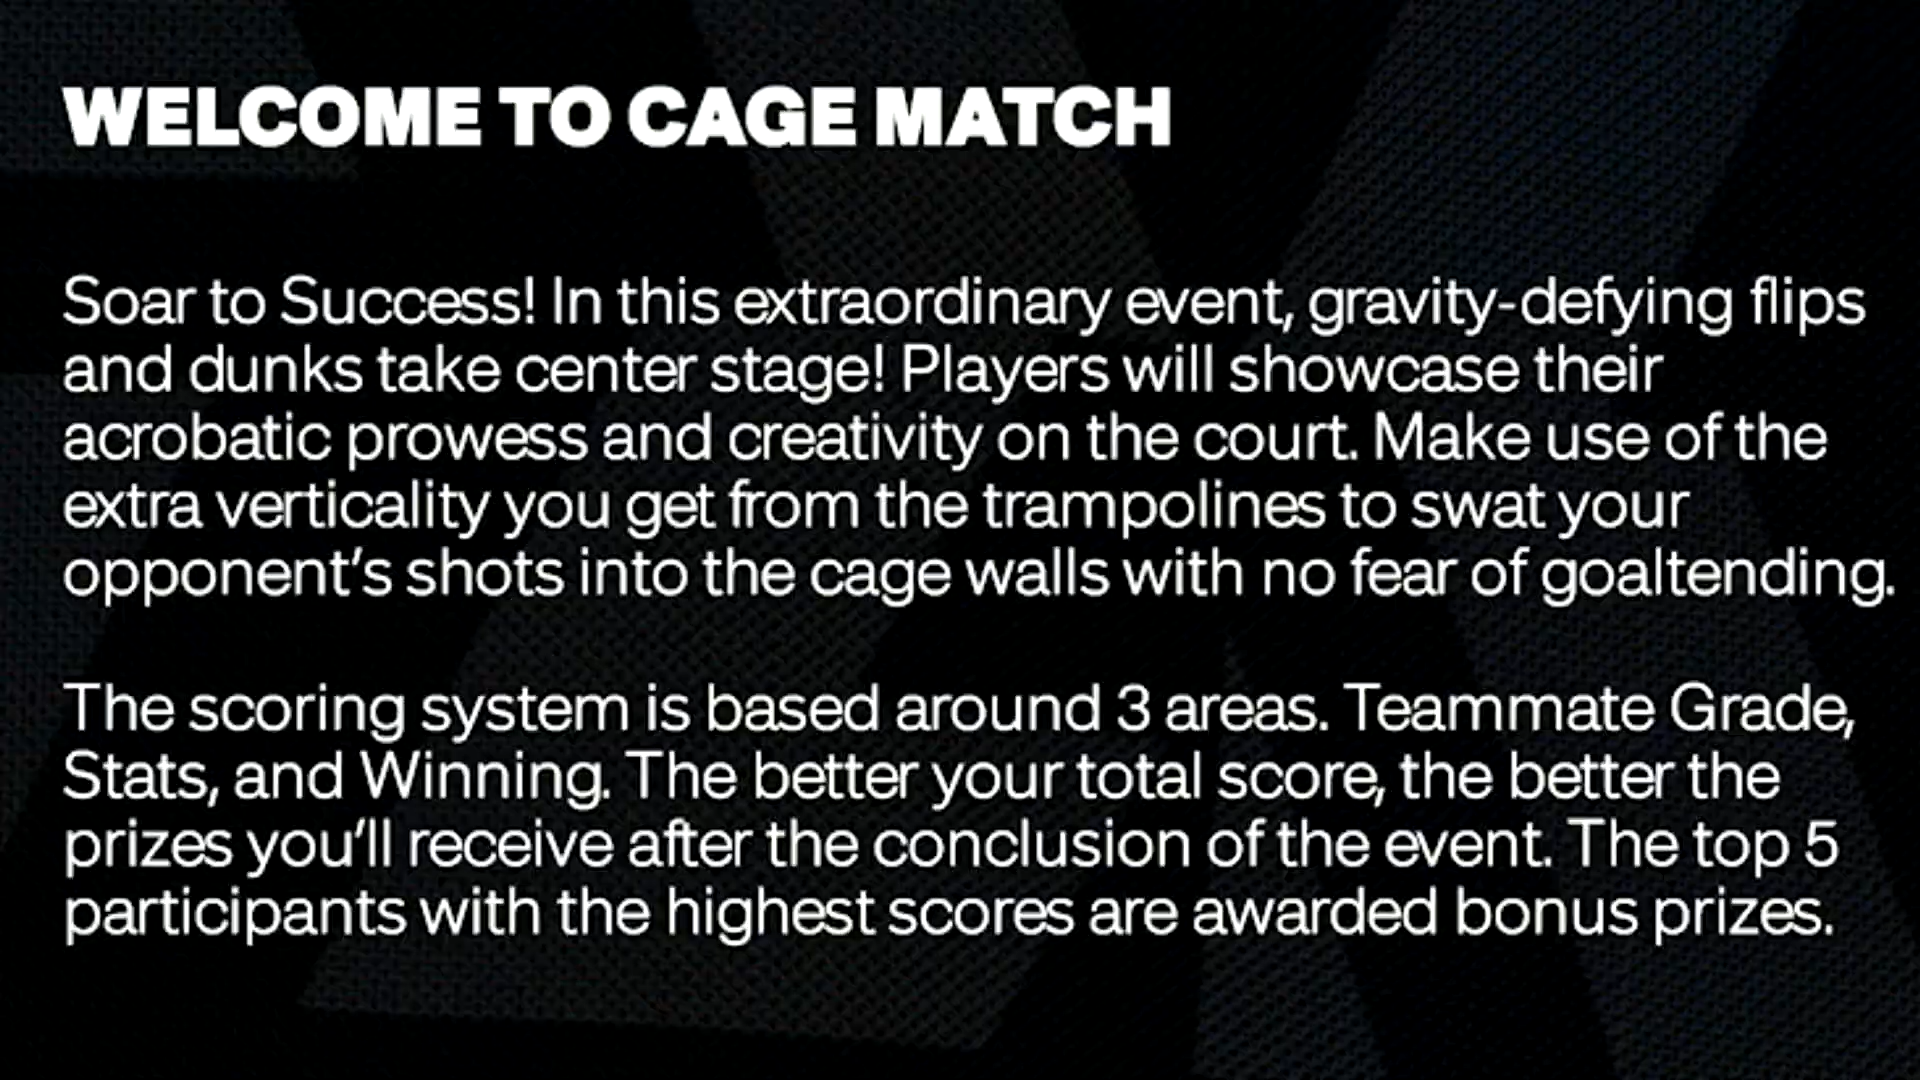 WELCOME TO CAGE MATCH
Soar to Success! In this extraordinary event, gravity-defying flips
and dunks take center stage! Players will showcase their
acrobatic prowess and creativity on the court. Make use of the
extra verticality you get from the trampolines to swat your
opponent’s shots into the cage walls with no fear of goaltending.
The scoring system is based around 3 areas. Teammate Grade,
Stats, and Winning. The better your total score, the better the
prizes you’ll receive after the conclusion of the event. The top 5
participants with the highest scores are awarded bonus prizes.